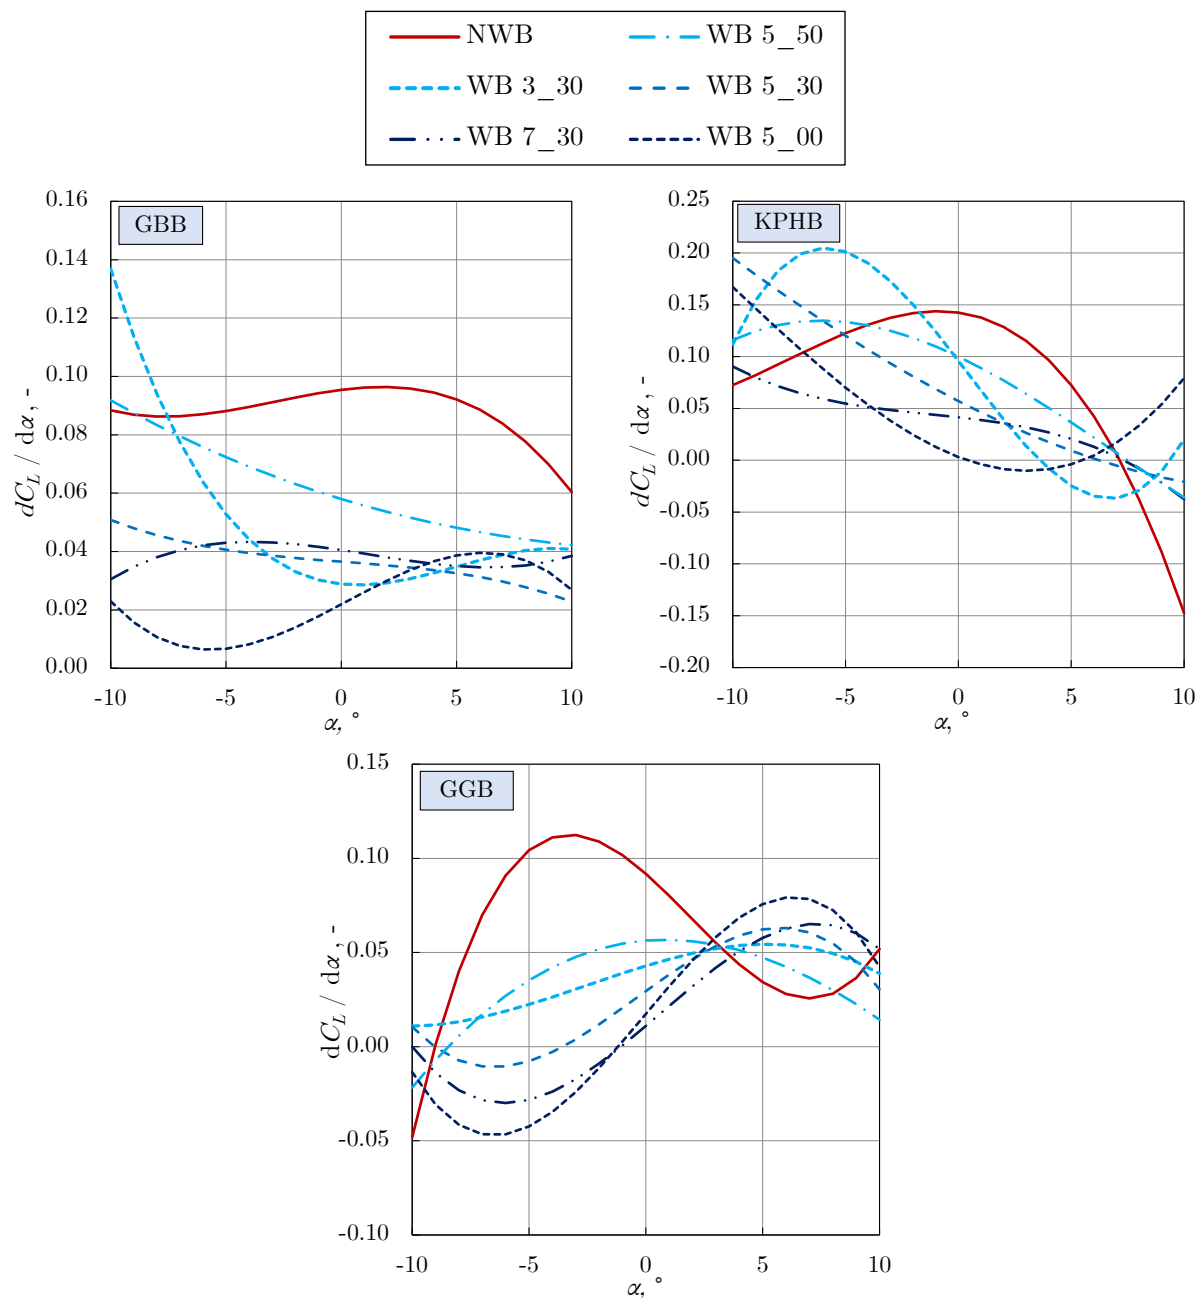 NWB
WB 5_50
WB 3_30
WB 5_30
WB 7_30
WB 5_00
GBB
0.16
0.14
0.12
0.10
0.08
0.06
0.04
0.02
0.00
dC_L / dα , -
-10
-5
0
5
10
α, °
KPHB
0.25
0.20
0.15
0.10
0.05
0.00
-0.05
-0.10
-0.15
-0.20
dC_L / dα , -
-10
-5
0
5
10
α, °
GGB
0.15
0.10
0.05
0.00
-0.05
-0.10
dC_L / dα , -
-10
-5
0
5
10
α, °